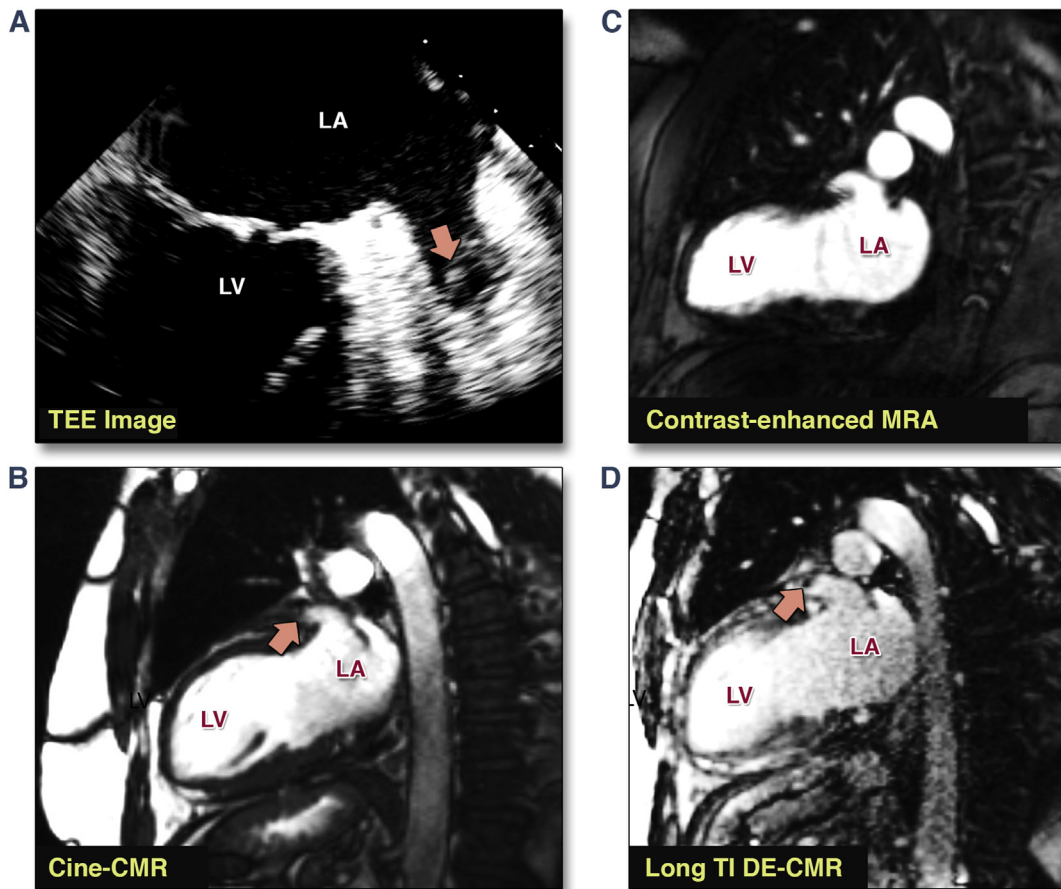 A
LA
LV
TEE Image
C
LV
LA
Contrast-enhanced MRA
B
LV
LV
LA
Cine-CMR
D
LV
LV
LA
Long TI DE-CMR